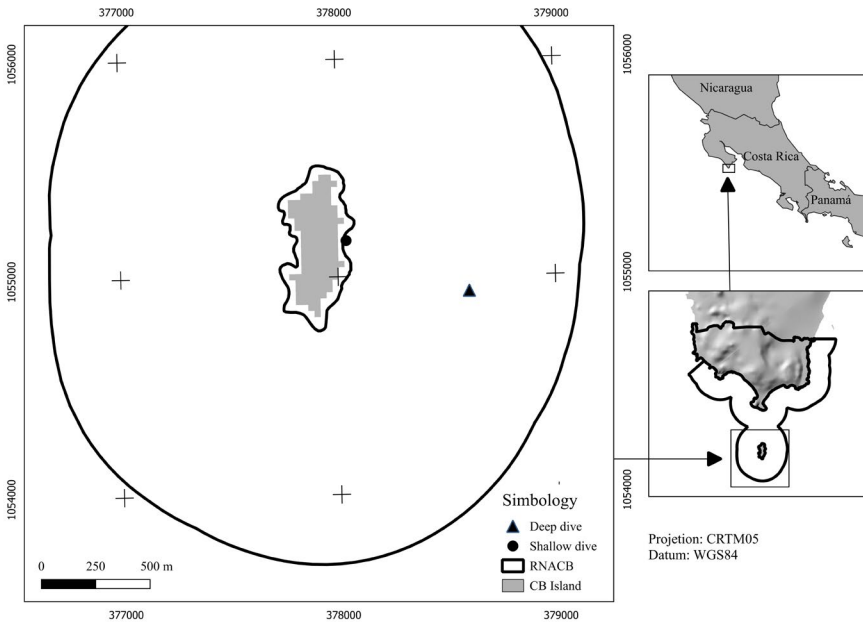 377000
378000
379000
1056000
1055000
1054000
1056000
1055000
1054000
377000
378000
379000
0
250
500 m
Simbology
Deep dive
Shallow dive
RNACB
CB Island
Nicaragua
Costa Rica
Panamá
Projetion: CRTM05
Datum: WGS84